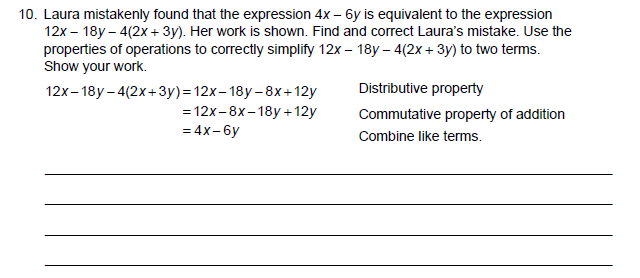 10. Laura mistakenly found that the expression 4x – 6y is equivalent to the expression
12x – 18y – 4(2x + 3y). Her work is shown. Find and correct Laura's mistake. Use the
properties of operations to correctly simplify 12x – 18y – 4(2x + 3y) to two terms.
Show your work.
12x – 18y – 4(2x + 3y) = 12x – 18y – 8x + 12y Distributive property
= 12x – 8x – 18y + 12y Commutative property of addition
= 4x – 6y Combine like terms.